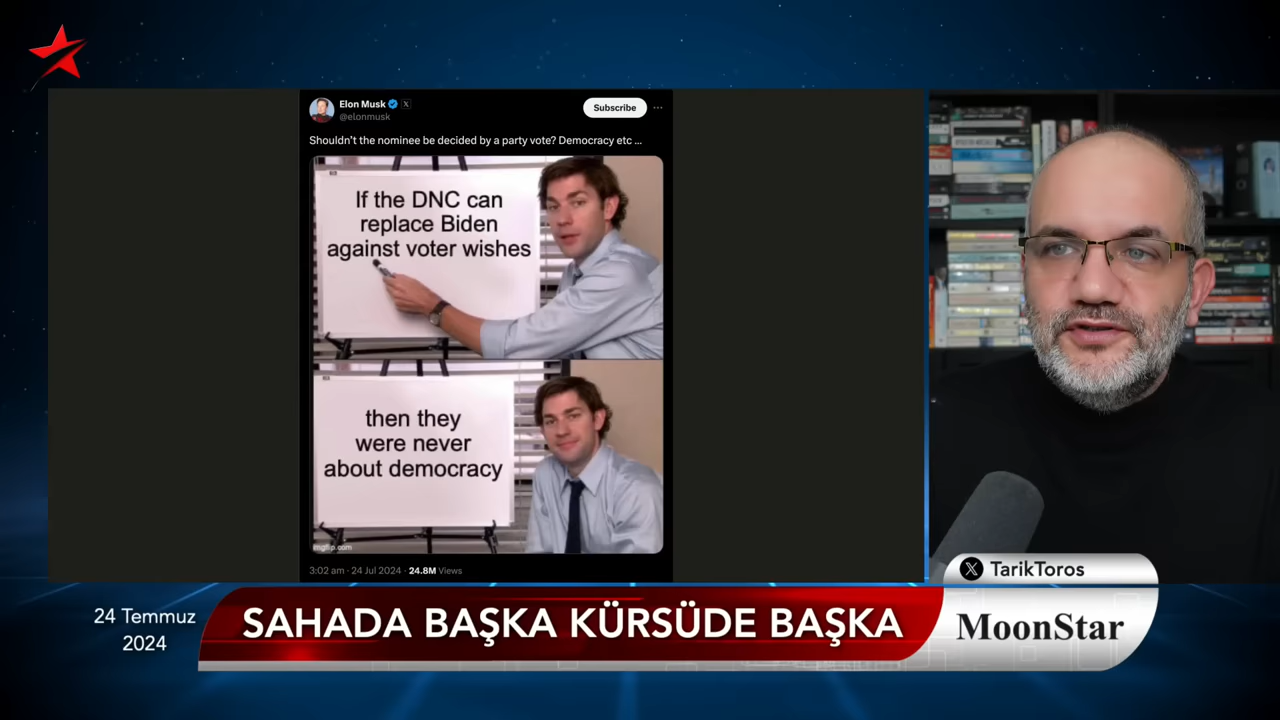 Elon Musk
@elonmusk
Subscribe
Shouldn't the nominee be decided by a party vote? Democracy etc ...
If the DNC can
replace Biden
against voter wishes
then they
were never
about democracy
imgflip.com
3:02 am · 24 Jul 2024 · 24.8M Views
X TarikToros
24 Temmuz
2024
SAHADA BAŞKA KÜRSÜDE BAŞKA
MoonStar